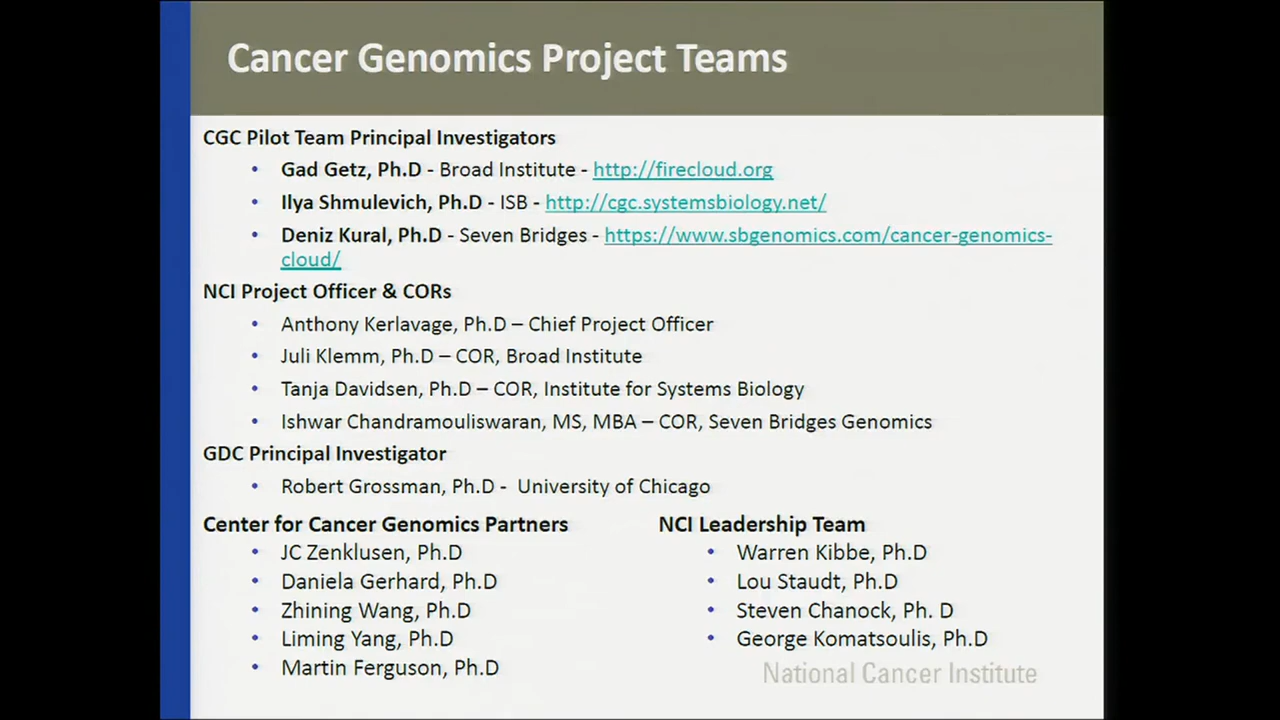 Cancer Genomics Project Teams
CGC Pilot Team Principal Investigators
• Gad Getz, Ph.D - Broad Institute - http://firecloud.org
• Ilya Shmulevich, Ph.D - ISB - http://cgc.systemsbiology.net/
• Deniz Kural, Ph.D - Seven Bridges - https://www.sbgenomics.com/cancer-genomics-
cloud/
NCI Project Officer & CORs
• Anthony Kerlavage, Ph.D – Chief Project Officer
• Juli Klemm, Ph.D – COR, Broad Institute
• Tanja Davidsen, Ph.D – COR, Institute for Systems Biology
• Ishwar Chandramouliswaran, MS, MBA – COR, Seven Bridges Genomics
GDC Principal Investigator
• Robert Grossman, Ph.D - University of Chicago
Center for Cancer Genomics Partners
• JC Zenklusen, Ph.D
• Daniela Gerhard, Ph.D
• Zhining Wang, Ph.D
• Liming Yang, Ph.D
• Martin Ferguson, Ph.D
NCI Leadership Team
• Warren Kibbe, Ph.D
• Lou Staudt, Ph.D
• Steven Chanock, Ph. D
• George Komatsoulis, Ph.D
National Cancer Institute